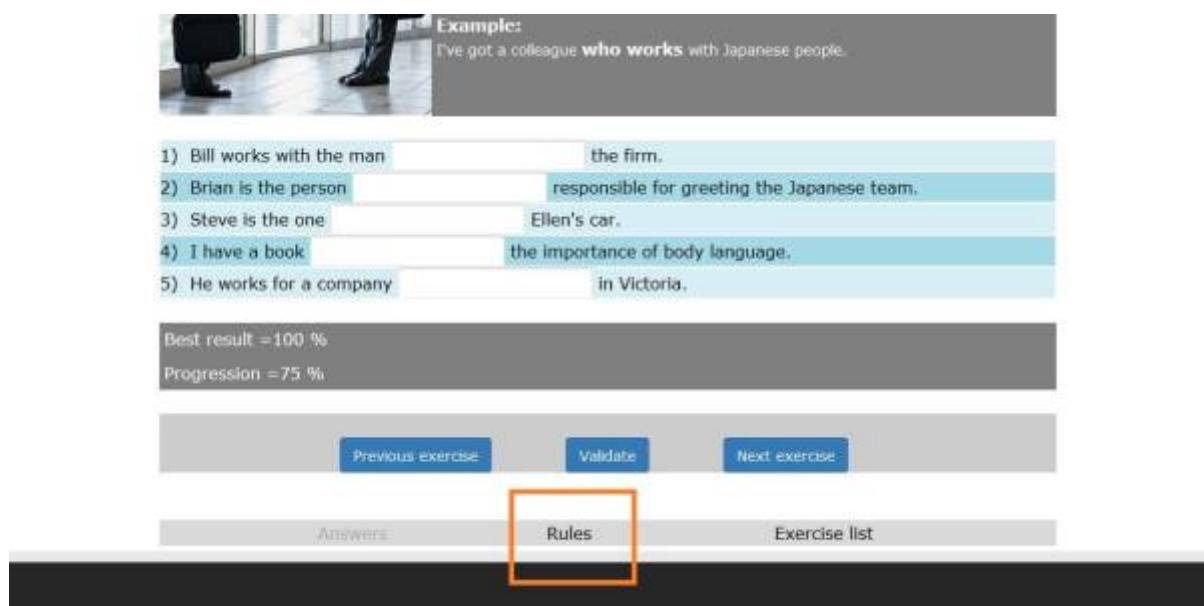 Example:
I've got a colleague who works with Japanese people.
1) Bill works with the man the firm.
2) Brian is the person responsible for greeting the Japanese team.
3) Steve is the one Ellen's car.
4) I have a book the importance of body language.
5) He works for a company in Victoria.
Best result =100 %
Progression =75 %
Previous exercise Validate Next exercise
Answers Rules Exercise list